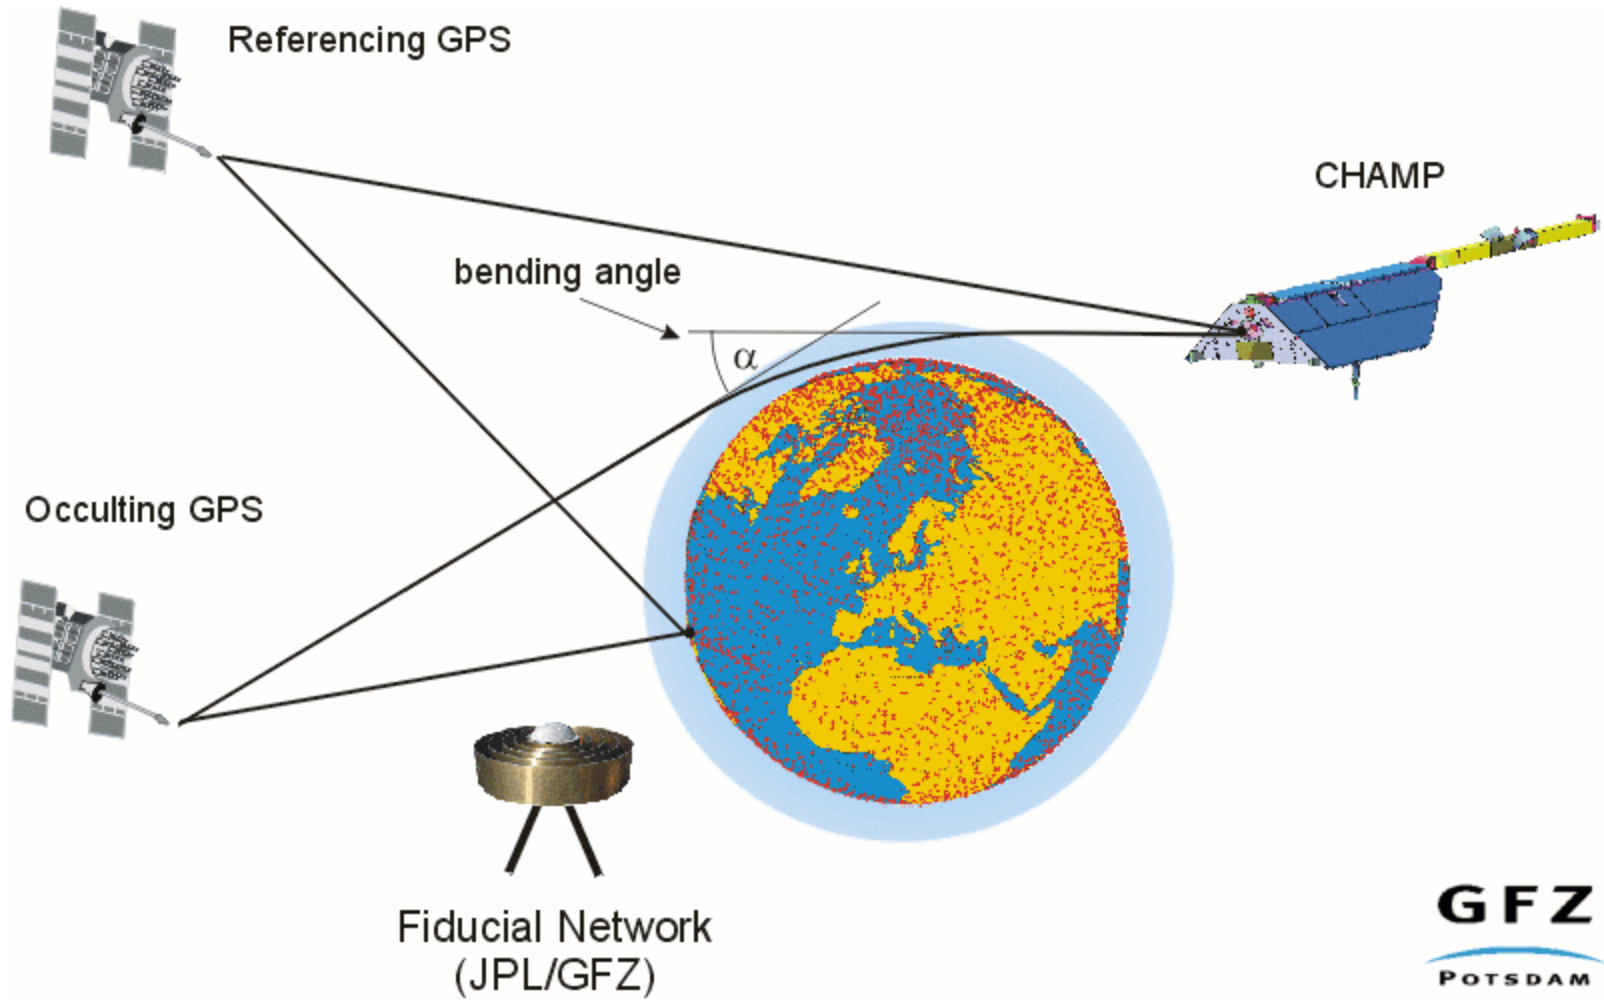 Referencing GPS
CHAMP
bending angle
α
Occulting GPS
Fiducial Network
(JPL/GFZ)
GFZ
POTSDAM